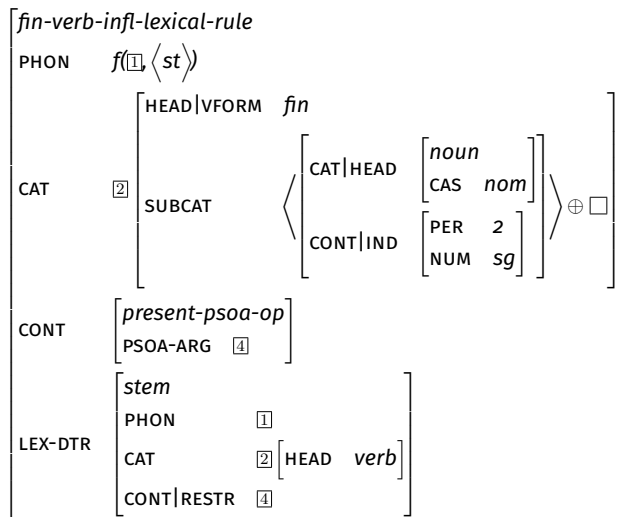 fin-verb-infl-lexical-rule
PHON f(1, ⟨st⟩)
HEAD|VFORM fin
CAT|HEAD [noun
CAS nom]
CAT 2 SUBCAT ⟨ ⟩ ⊕ □
CONT|IND [PER 2
NUM sg]
CONT [present-psoa-op
PSOA-ARG 4]
stem
PHON 1
LEX-DTR
CAT 2 [HEAD verb]
CONT|RESTR 4